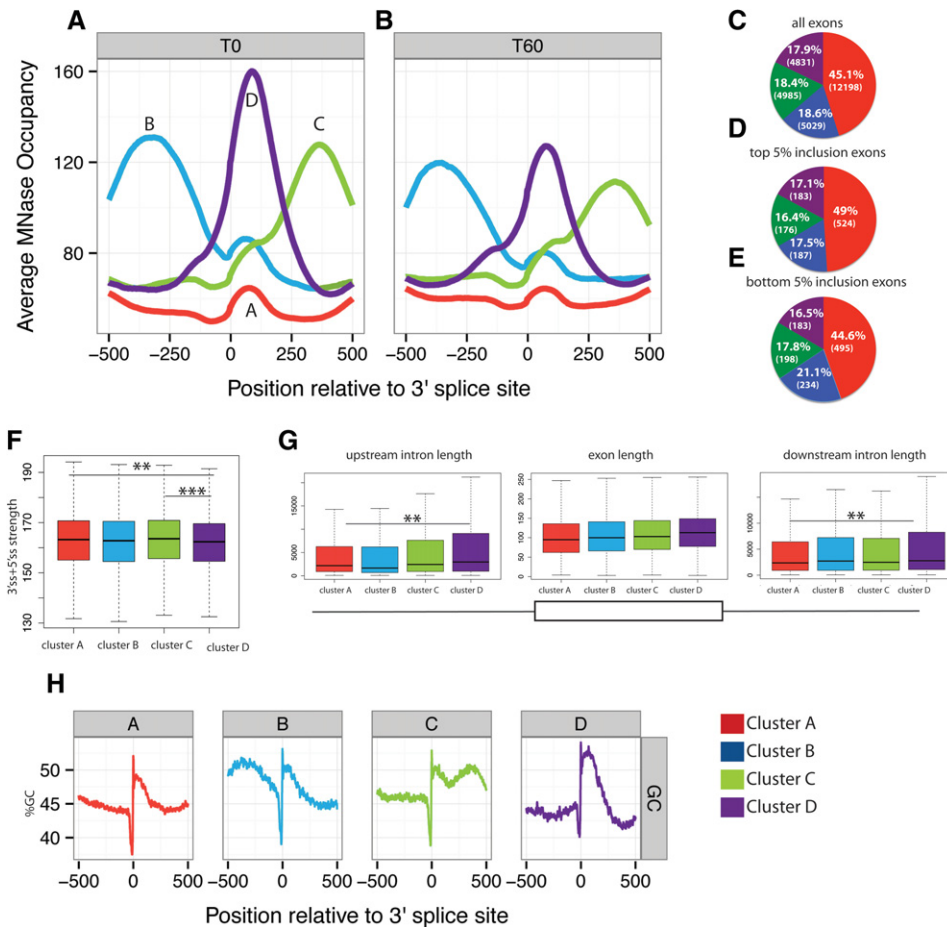 A
B
T0
T60
Average MNase Occupancy
160
120
80
B
D
C
A
−500
−250
0
250
500
−500
−250
0
250
500
Position relative to 3' splice site
C
all exons
17.9%
(4831)
45.1%
(12198)
18.4%
(4985)
18.6%
(5029)
D
top 5% inclusion exons
17.1%
(183)
49%
(524)
16.4%
(176)
17.5%
(187)
E
bottom 5% inclusion exons
16.5%
(183)
44.6%
(495)
17.8%
(198)
21.1%
(234)
F
3'ss+5'ss strength
190
170
150
130
**
***
cluster A
cluster B
cluster C
cluster D
G
upstream intron length
15000
5000
0
**
cluster A
cluster B
cluster C
cluster D
exon length
250
200
150
100
50
0
cluster A
cluster B
cluster C
cluster D
downstream intron length
15000
10000
5000
0
**
cluster A
cluster B
cluster C
cluster D
H
A
B
C
D
GC
%GC
50
45
40
−500
0
500
−500
0
500
−500
0
500
−500
0
500
Position relative to 3' splice site
Cluster A
Cluster B
Cluster C
Cluster D